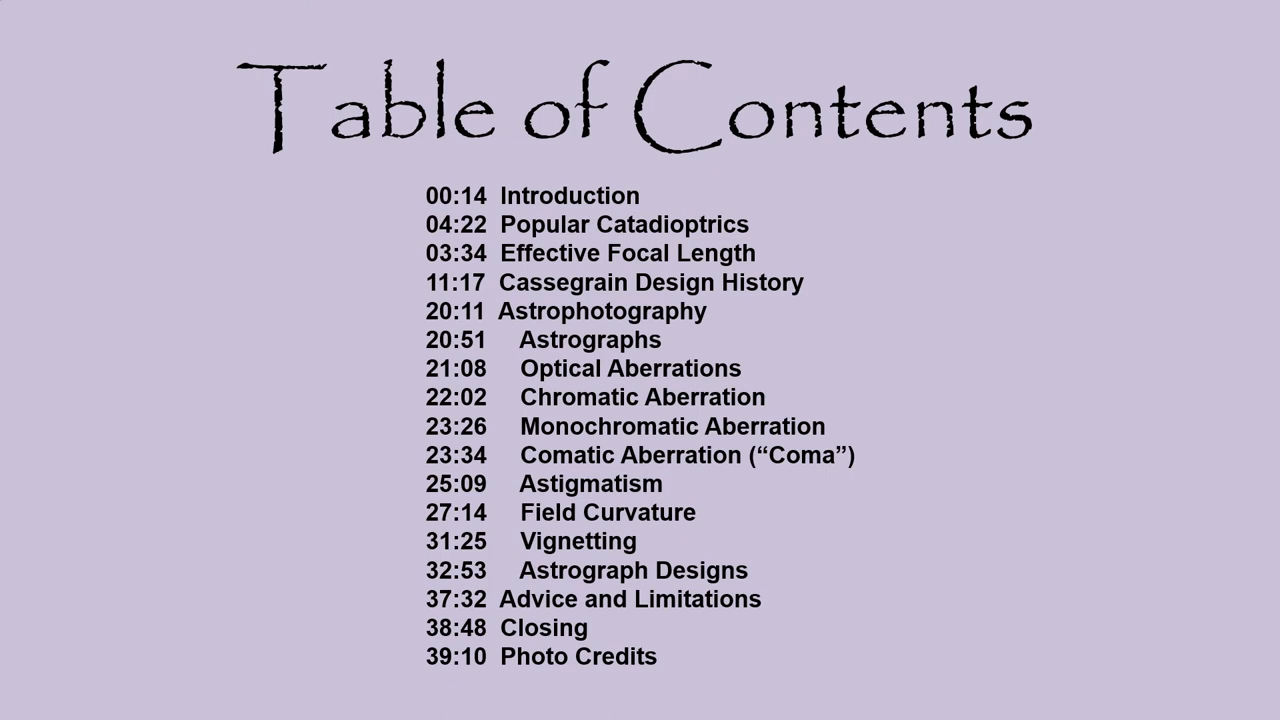 Table of Contents
00:14 Introduction
04:22 Popular Catadioptrics
03:34 Effective Focal Length
11:17 Cassegrain Design History
20:11 Astrophotography
20:51 Astrographs
21:08 Optical Aberrations
22:02 Chromatic Aberration
23:26 Monochromatic Aberration
23:34 Comatic Aberration (“Coma”)
25:09 Astigmatism
27:14 Field Curvature
31:25 Vignetting
32:53 Astrograph Designs
37:32 Advice and Limitations
38:48 Closing
39:10 Photo Credits